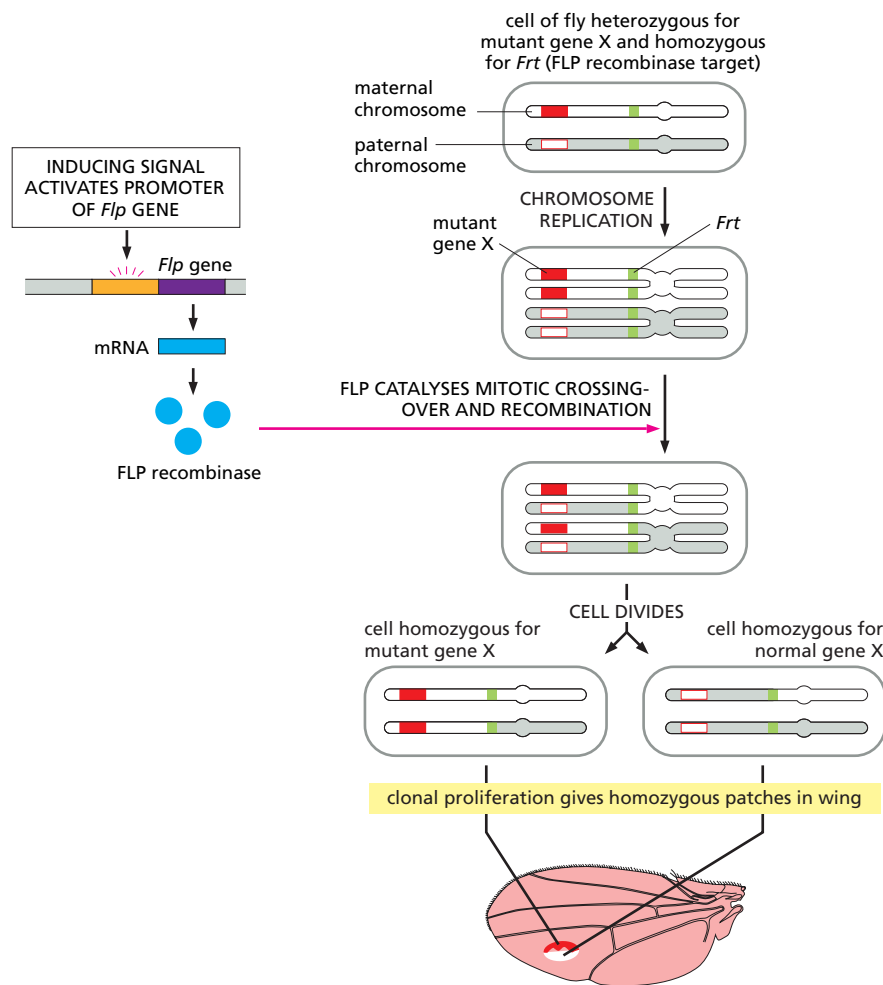 cell of fly heterozygous for
mutant gene X and homozygous
for Frt (FLP recombinase target)
maternal
chromosome
paternal
chromosome
INDUCING SIGNAL
ACTIVATES PROMOTER
OF Flp GENE
CHROMOSOME
REPLICATION
mutant
gene X
Frt
Flp gene
mRNA
FLP recombinase
FLP CATALYSES MITOTIC CROSSING-
OVER AND RECOMBINATION
CELL DIVIDES
cell homozygous for
mutant gene X
cell homozygous for
normal gene X
clonal proliferation gives homozygous patches in wing